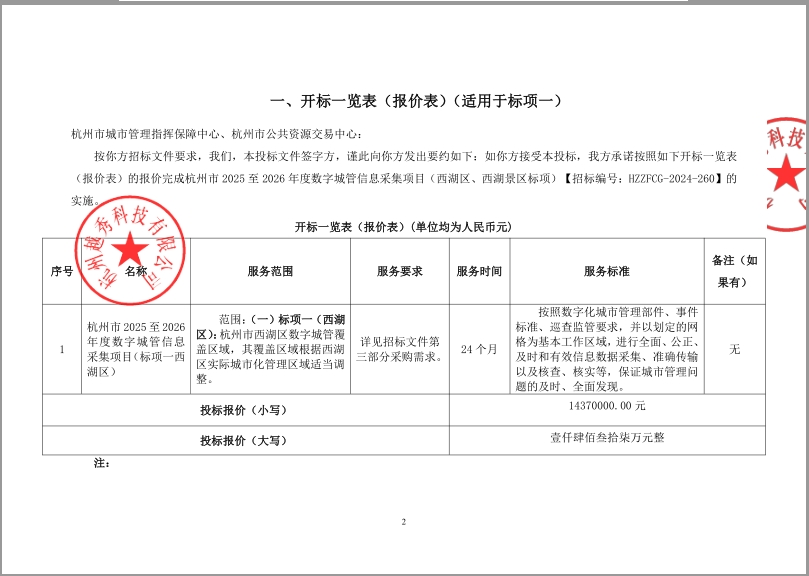 一、开标一览表（报价表）（适用于标项一）
杭州市城市管理指挥保障中心、杭州市公共资源交易中心：
按你方招标文件要求，我们，本投标文件签字方，谨此向你方发出要约如下：如你方接受本投标，我方承诺按照如下开标一览表
（报价表）的报价完成杭州市 2025 至 2026 年度数字城管信息采集项目（西湖区、西湖景区标项）【招标编号：HZZFCG-2024-260】的
实施。
开标一览表（报价表）(单位均为人民币元)
序号 名称 服务范围 服务要求 服务时间 服务标准 备注（如
果有）
1
杭州市 2025 至 2026
年度数字城管信息
采集项目（标项一西
湖区）
范围：（一）标项一（西湖
区）：杭州市西湖区数字城管覆
盖区域，其覆盖区域根据西湖
区实际城市化管理区域适当调
整。
详见招标文件第
三部分采购需求。
24 个月
按照数字化城市管理部件、事件
标准、巡查监管要求，并以划定的网
格为基本工作区域，进行全面、公正、
及时和有效信息数据采集、准确传输
以及核查、核实等，保证城市管理问
题的及时、全面发现。
无
投标报价（小写） 14370000.00 元
投标报价（大写） 壹仟肆佰叁拾柒万元整
注：
杭州越秀科技有限公司
科技
2